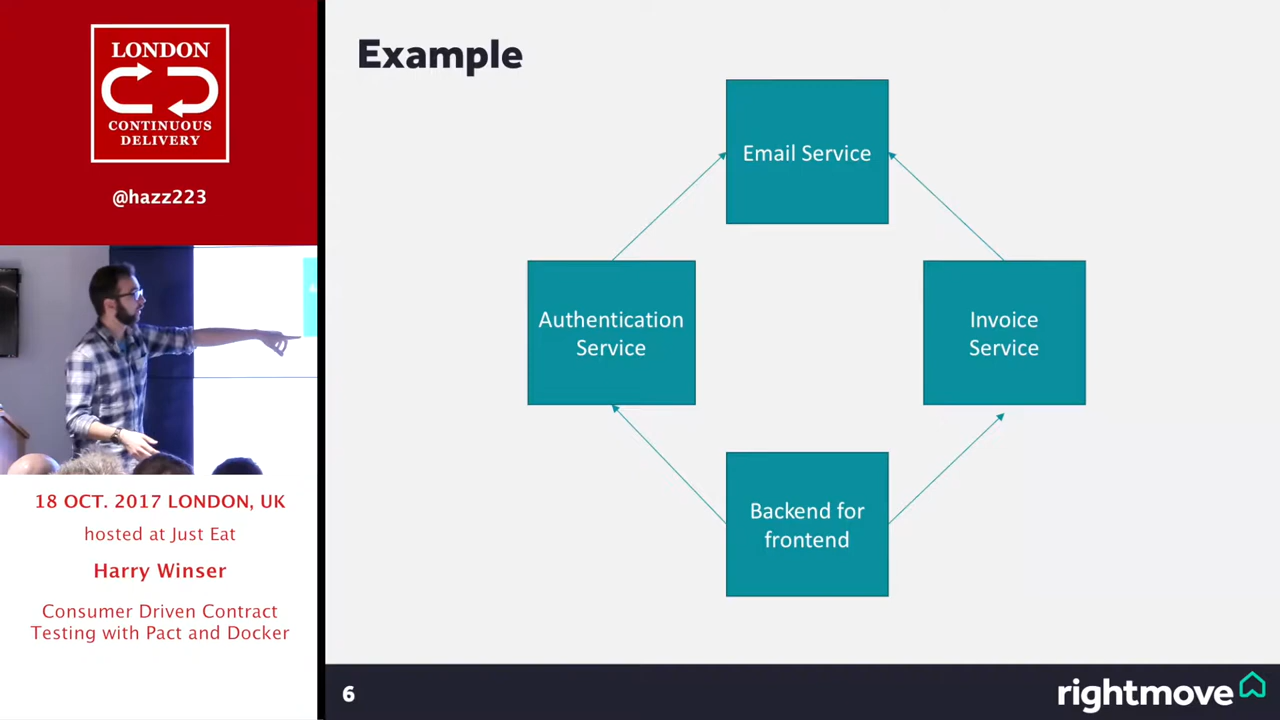 LONDON
CONTINUOUS
DELIVERY
@hazz223
18 OCT. 2017 LONDON, UK
hosted at Just Eat
Harry Winser
Consumer Driven Contract
Testing with Pact and Docker
Example
Email Service
Authentication
Service
Invoice
Service
Backend for
frontend
6
rightmove